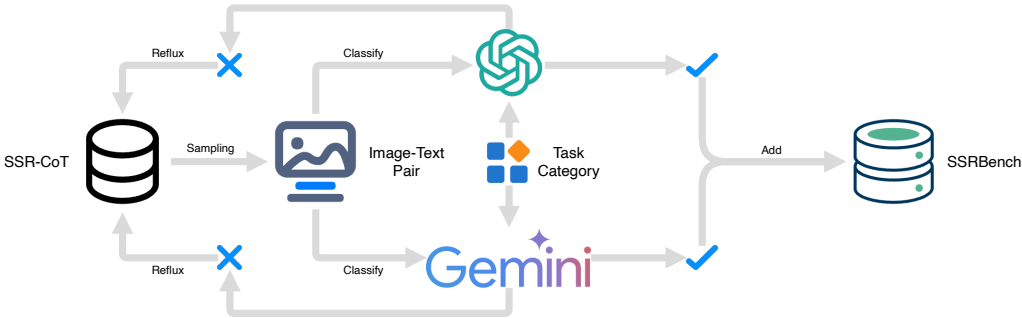 Reflux
Classify
SSR-CoT
Sampling
Image-Text
Pair
Task
Category
Add
SSRBench
Reflux
Classify
Gemini